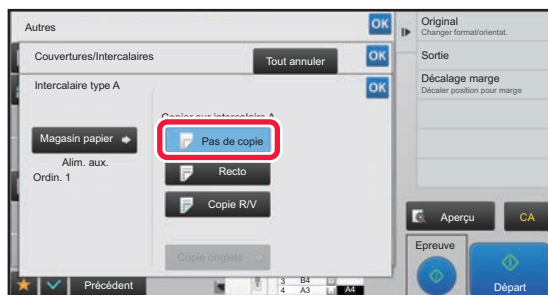 Autres
OK
Couvertures/Intercalaires
Tout annuler
OK
Intercalaire type A
OK
Copier sur intercalaire A
Magasin papier
Alim. aux.
Ordin. 1
Pas de copie
Recto
Copie R/V
Copie onglets
Précédent
3 B4
4 A3
A4
Original
Changer format/orientat.
Sortie
Décalage marge
Décaler position pour marge
Aperçu
CA
Epreuve
Départ